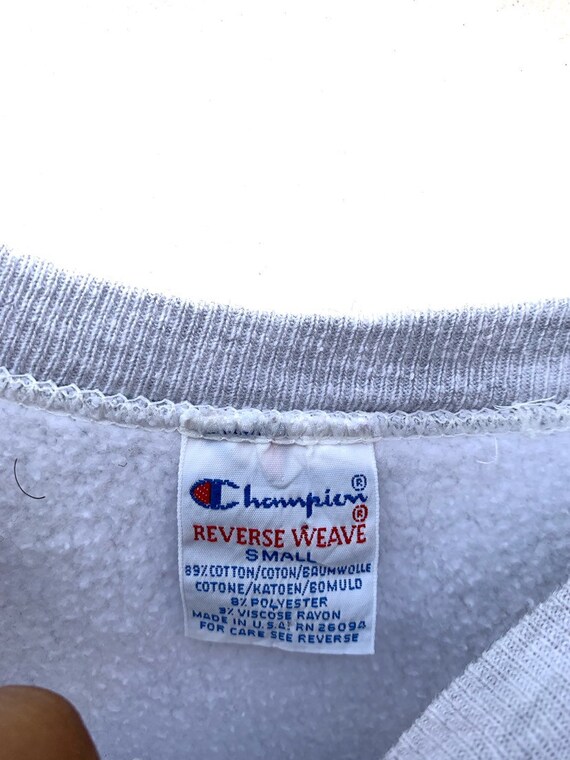 Champion®
REVERSE WEAVE®
SMALL
89% COTTON/COTON/BAUMWOLLE
COTONE/KATOEN/BOMULD
8% POLYESTER
3% VISCOSE RAYON
MADE IN U.S.A. RN 26094
FOR CARE SEE REVERSE